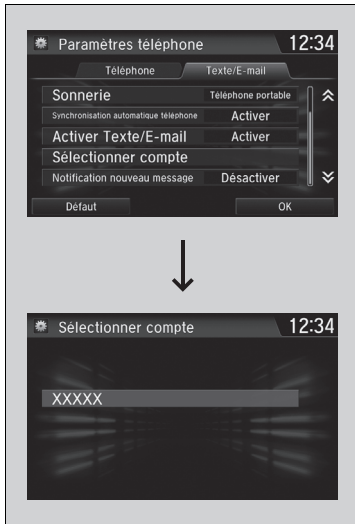 Paramètres téléphone 12:34
Téléphone Texte/E-mail
Sonnerie Téléphone portable
Synchronisation automatique téléphone Activer
Activer Texte/E-mail Activer
Sélectionner compte
Notification nouveau message Désactiver
Défaut OK
Sélectionner compte 12:34
XXXXX